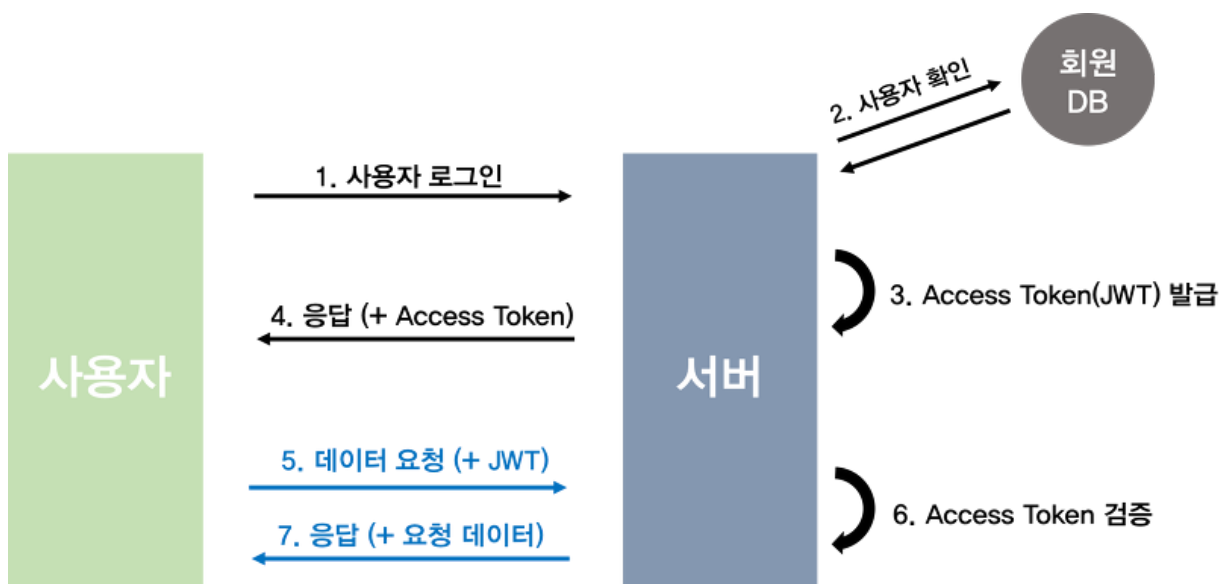 회원
DB
2. 사용자 확인
1. 사용자 로그인
3. Access Token(JWT) 발급
4. 응답 (+ Access Token)
사용자
서버
5. 데이터 요청 (+ JWT)
6. Access Token 검증
7. 응답 (+ 요청 데이터)